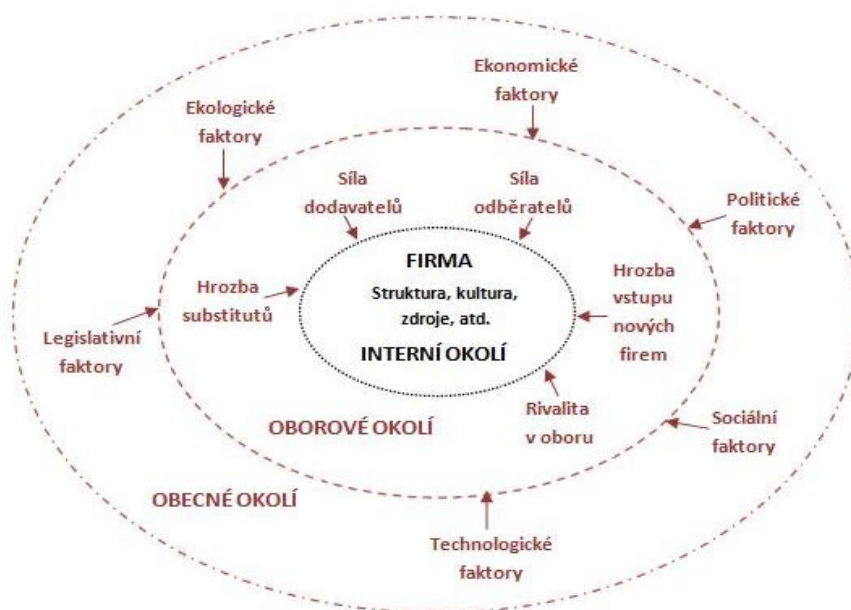 Ekonomické
faktory
Ekologické
faktory
Síla
dodavatelů
Síla
odběratelů
Politické
faktory
FIRMA
Struktura, kultura,
zdroje, atd.
INTERNÍ OKOLÍ
Hrozba
substitutů
Hrozba
vstupu
nových
firem
Legislativní
faktory
Rivalita
v oboru
OBOROVÉ OKOLÍ
Sociální
faktory
OBECNÉ OKOLÍ
Technologické
faktory